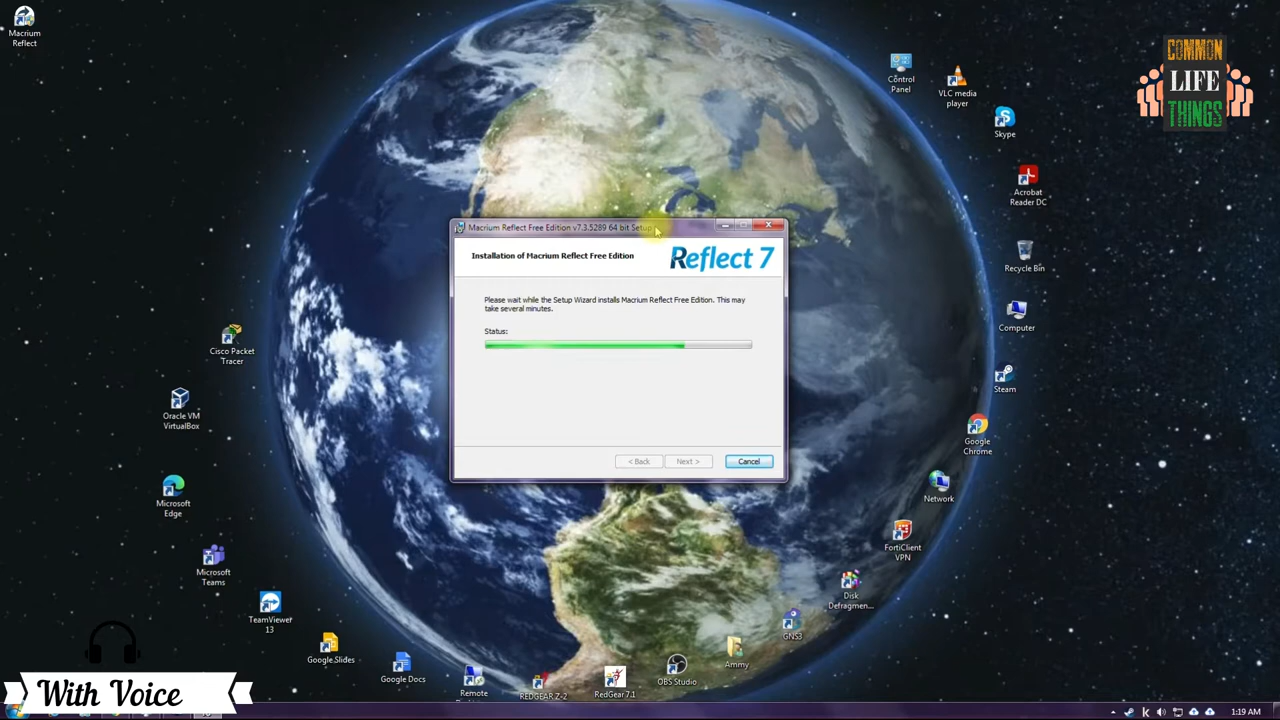 Macrium
Reflect
Control
Panel
VLC media
player
COMMON
LIFE
THINGS
Skype
Acrobat
Reader DC
Macrium Reflect Free Edition v7.3.5289 64 bit Setup
Installation of Macrium Reflect Free Edition
Reflect 7
Recycle Bin
Please wait while the Setup Wizard installs Macrium Reflect Free Edition. This may
take several minutes.
Status:
Computer
Cisco Packet
Tracer
Steam
Oracle VM
VirtualBox
Google
Chrome
< Back
Next >
Cancel
Microsoft
Edge
Network
FortiClient
VPN
Microsoft
Teams
Disk
Defragmen...
TeamViewer
13
GNS3
Google Slides
Google Docs
Remote
REDGEAR Z-2
RedGear 7.1
OBS Studio
Ammy
With Voice
1:19 AM